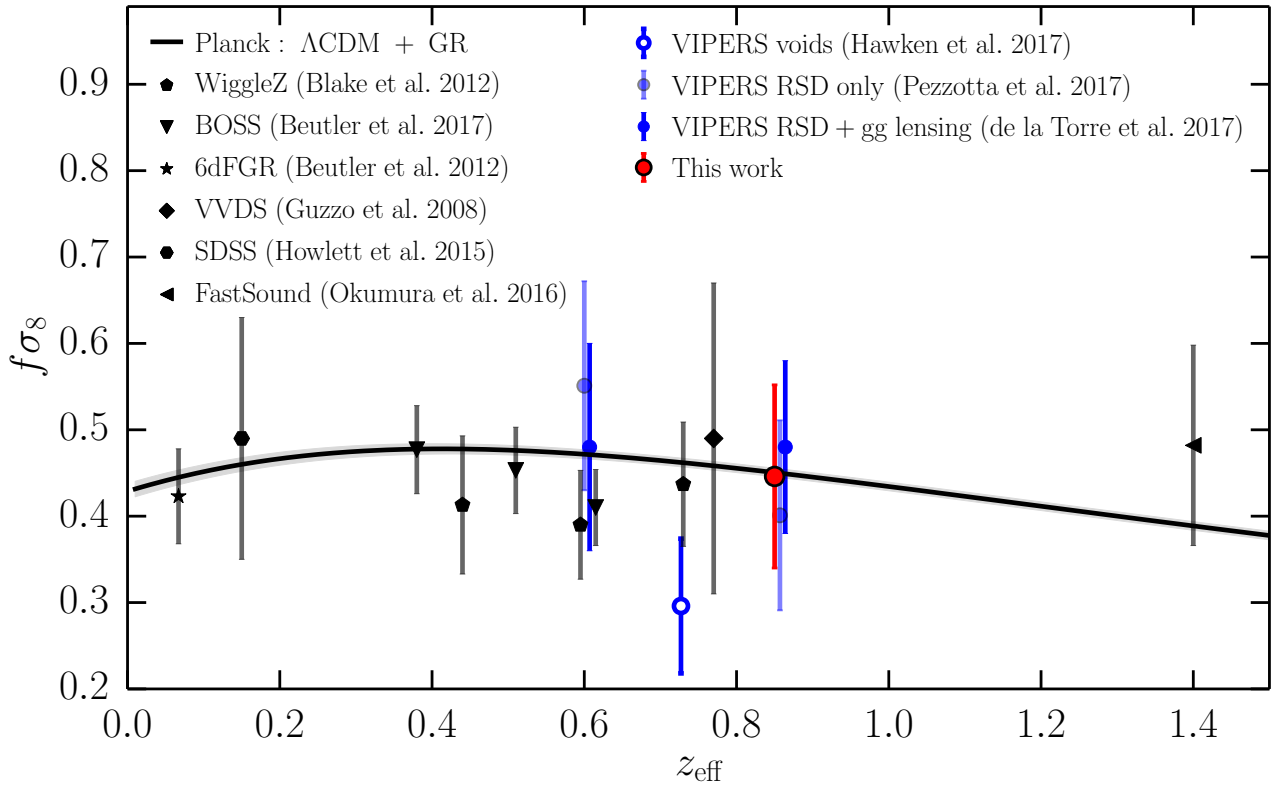 Planck : ΛCDM + GR
WiggleZ (Blake et al. 2012)
BOSS (Beutler et al. 2017)
6dFGR (Beutler et al. 2012)
VVDS (Guzzo et al. 2008)
SDSS (Howlett et al. 2015)
FastSound (Okumura et al. 2016)
VIPERS voids (Hawken et al. 2017)
VIPERS RSD only (Pezzotta et al. 2017)
VIPERS RSD + gg lensing (de la Torre et al. 2017)
This work
fσ₈
0.9
0.8
0.7
0.6
0.5
0.4
0.3
0.2
0.0 0.2 0.4 0.6 0.8 1.0 1.2 1.4
z_eff